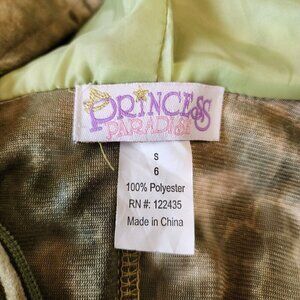 PRINCESS
PARADISE
S
6
100% Polyester
RN #: 122435
Made in China